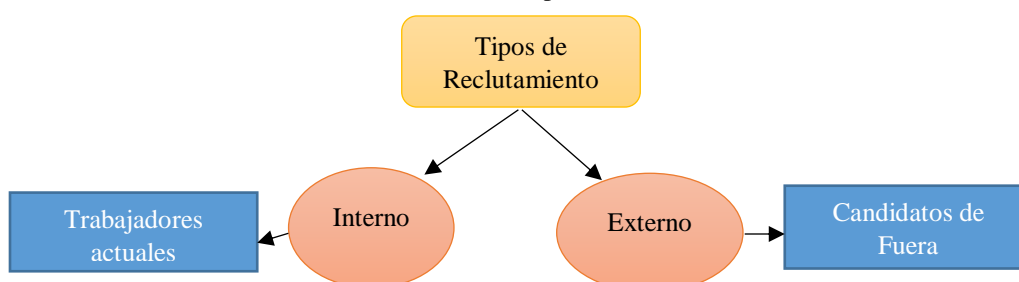 Tipos de
Reclutamiento
Interno
Externo
Trabajadores
actuales
Candidatos de
Fuera